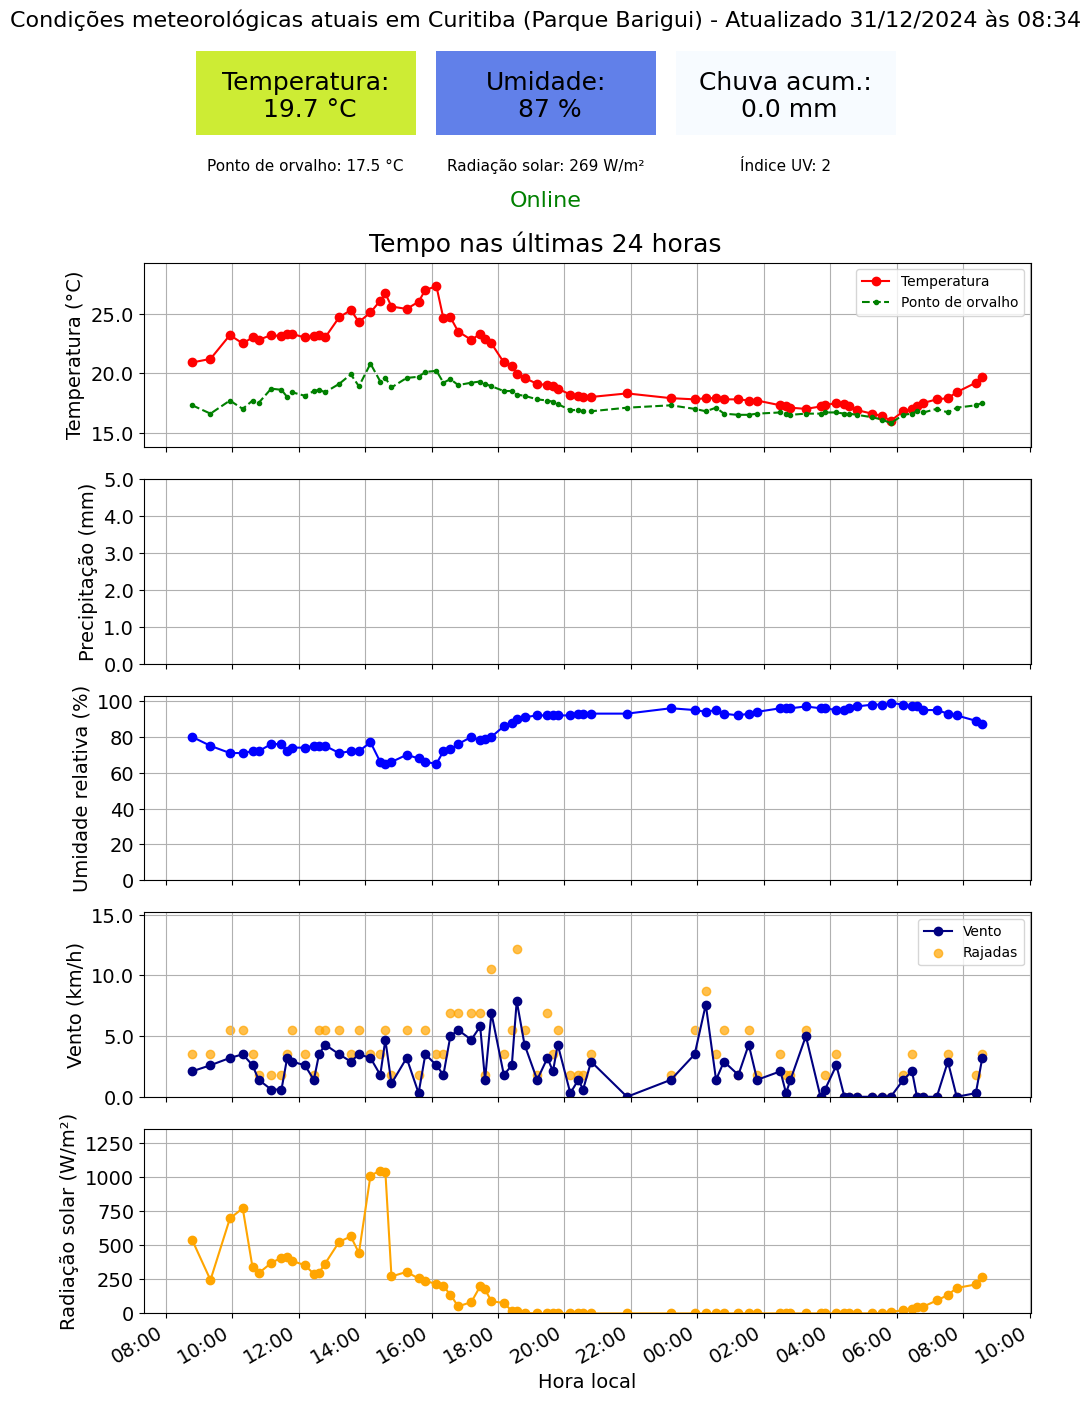 Condições meteorológicas atuais em Curitiba (Parque Barigui) - Atualizado 31/12/2024 às 08:34
Temperatura:
19.7 °C
Umidade:
87 %
Chuva acum.:
0.0 mm
Ponto de orvalho: 17.5 °C
Radiação solar: 269 W/m²
Índice UV: 2
Online
Tempo nas últimas 24 horas
Temperatura (°C)
25.0
20.0
15.0
Temperatura
Ponto de orvalho
Precipitação (mm)
5.0
4.0
3.0
2.0
1.0
0.0
Umidade relativa (%)
100
80
60
40
20
0
Vento (km/h)
15.0
10.0
5.0
0.0
Vento
Rajadas
Radiação solar (W/m²)
1250
1000
750
500
250
0
08:00
10:00
12:00
14:00
16:00
18:00
20:00
22:00
00:00
02:00
04:00
06:00
08:00
10:00
Hora local